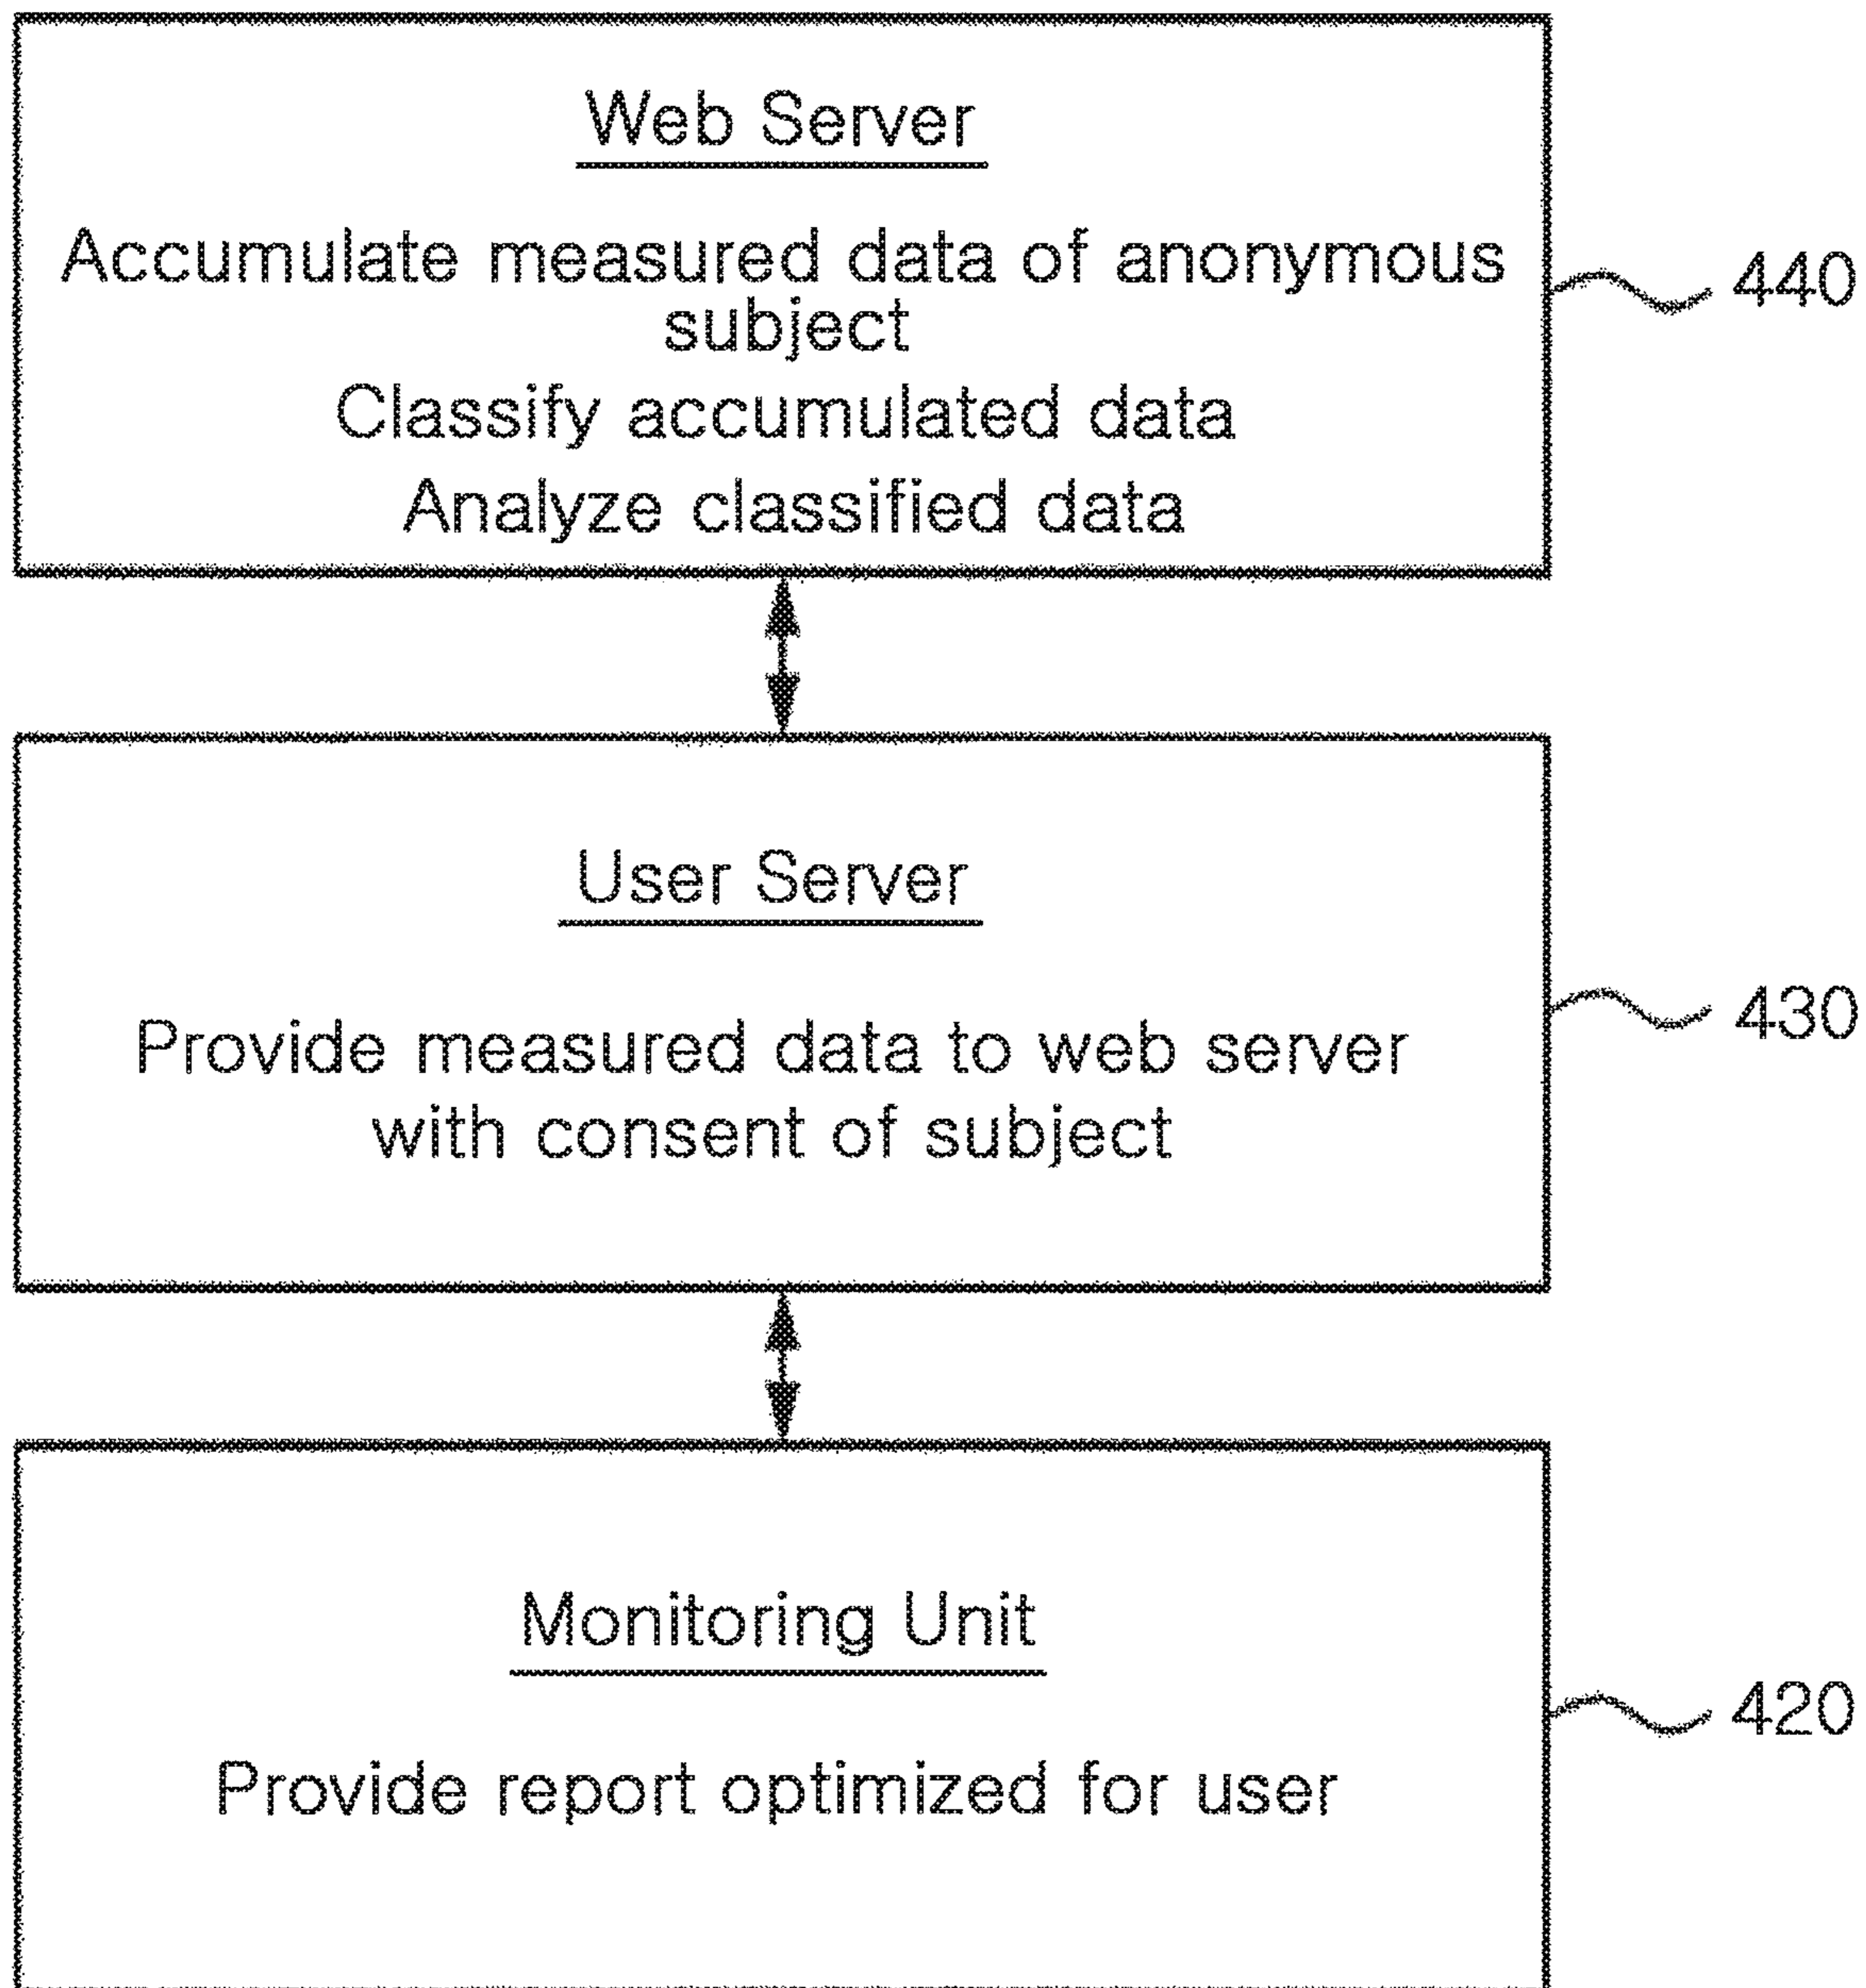 Web Server
Accumulate measured data of anonymous
subject
Classify accumulated data
Analyze classified data
440
User Server
Provide measured data to web server
with consent of subject
430
Monitoring Unit
Provide report optimized for user
420